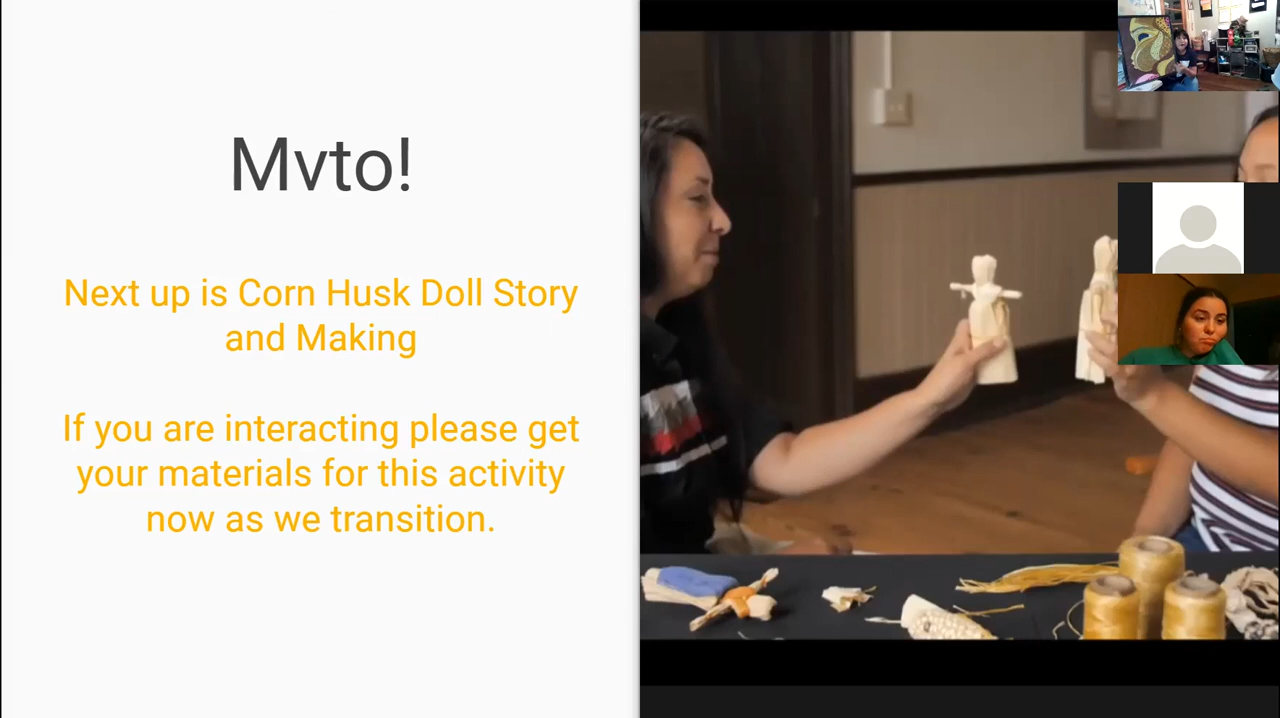 Mvto!
Next up is Corn Husk Doll Story
and Making
If you are interacting please get
your materials for this activity
now as we transition.